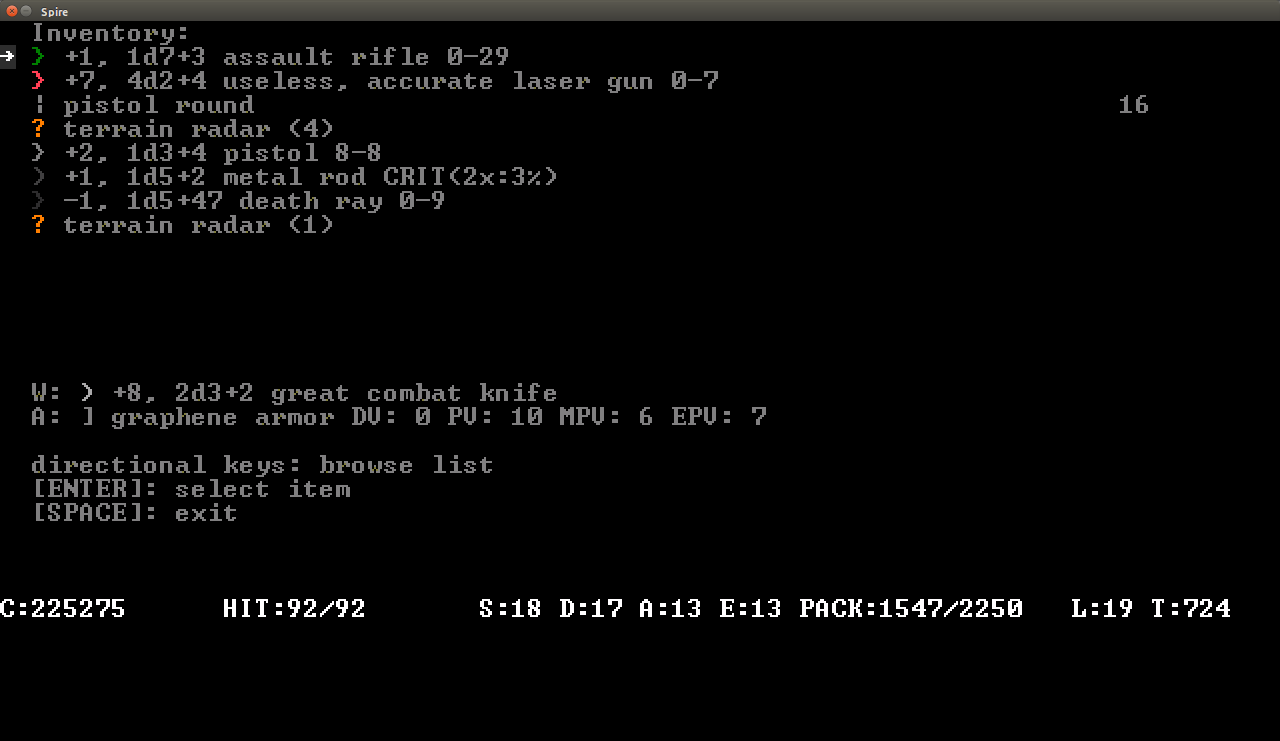 Spire
Inventory:
→ > +1, 1d7+3 assault rifle 0-29
> +7, 4d2+4 useless, accurate laser gun 0-7
¦ pistol round 16
? terrain radar (4)
> +2, 1d3+4 pistol 8-8
> +1, 1d5+2 metal rod CRIT(2x:3%)
> -1, 1d5+47 death ray 0-9
? terrain radar (1)
W: > +8, 2d3+2 great combat knife
A: ] graphene armor DV: 0 PV: 10 MPV: 6 EPV: 7
directional keys: browse list
[ENTER]: select item
[SPACE]: exit
C:225275 HIT:92/92 S:18 D:17 A:13 E:13 PACK:1547/2250 L:19 T:724